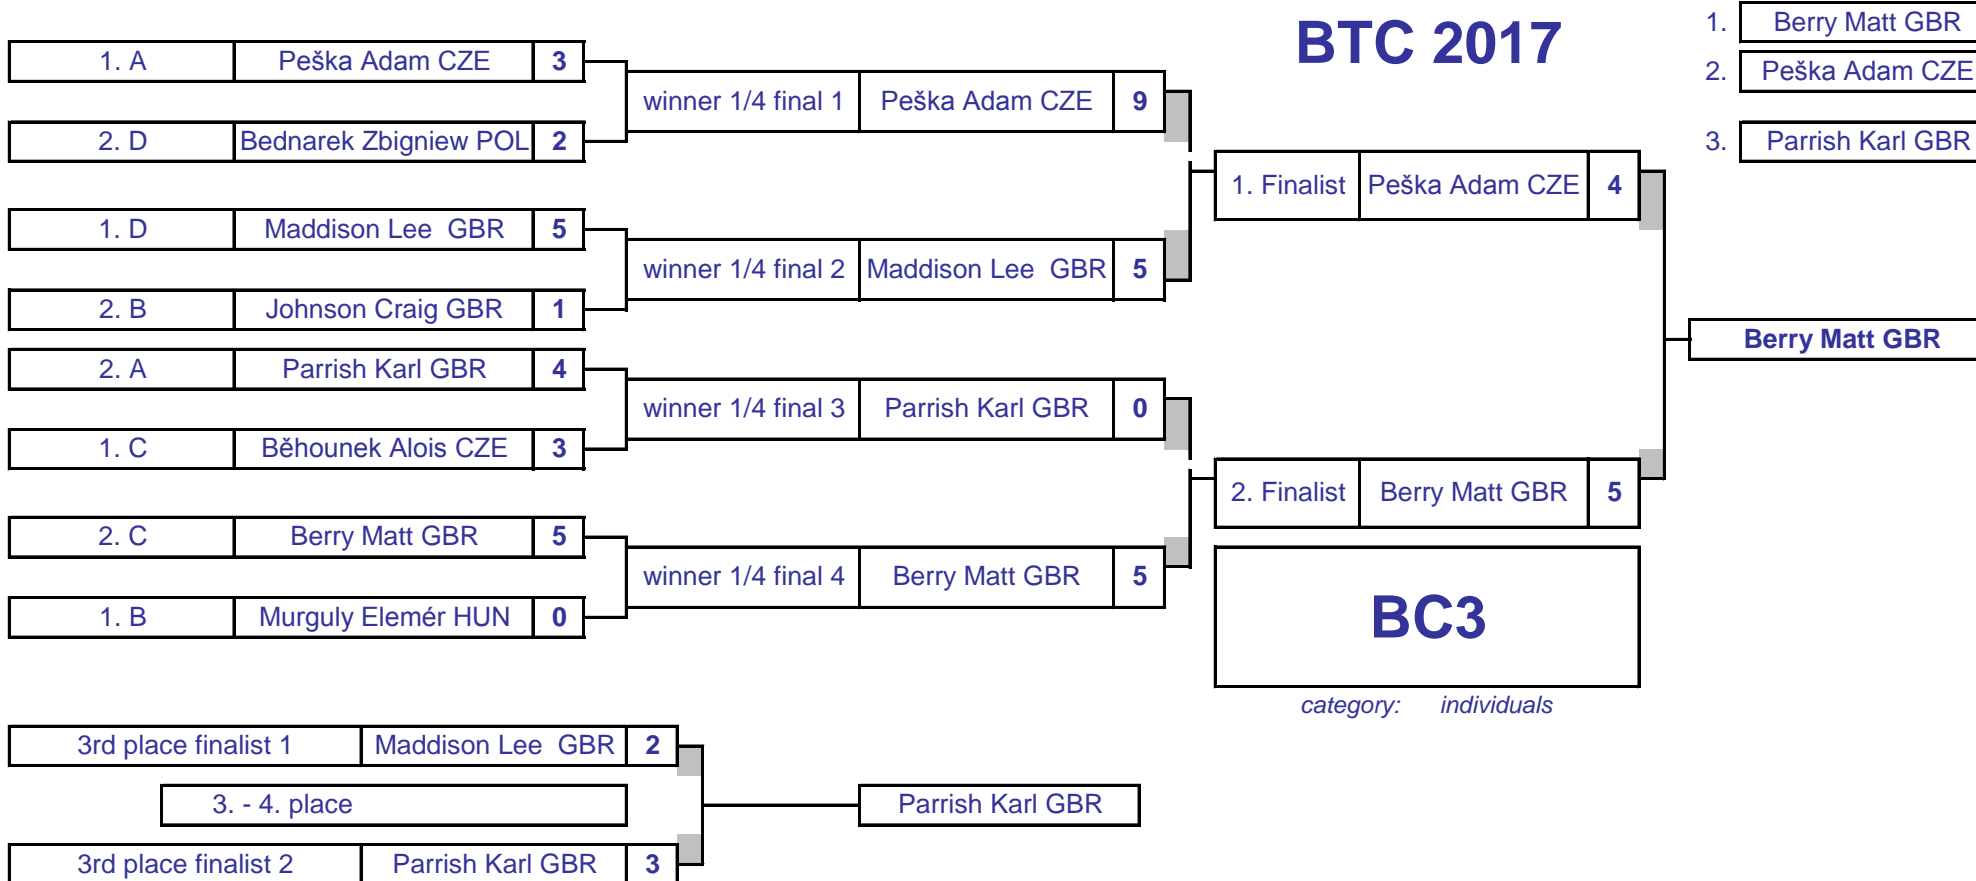 BTC 2017
1. Berry Matt GBR
2. Peška Adam CZE
3. Parrish Karl GBR
1. A Peška Adam CZE 3
2. D Bednarek Zbigniew POL 2
1. D Maddison Lee GBR 5
2. B Johnson Craig GBR 1
2. A Parrish Karl GBR 4
1. C Běhounek Alois CZE 3
2. C Berry Matt GBR 5
1. B Murguly Elemér HUN 0
winner 1/4 final 1 Peška Adam CZE 9
winner 1/4 final 2 Maddison Lee GBR 5
winner 1/4 final 3 Parrish Karl GBR 0
winner 1/4 final 4 Berry Matt GBR 5
1. Finalist Peška Adam CZE 4
2. Finalist Berry Matt GBR 5
Berry Matt GBR
BC3
category: individuals
3rd place finalist 1 Maddison Lee GBR 2
3. - 4. place
Parrish Karl GBR
3rd place finalist 2 Parrish Karl GBR 3